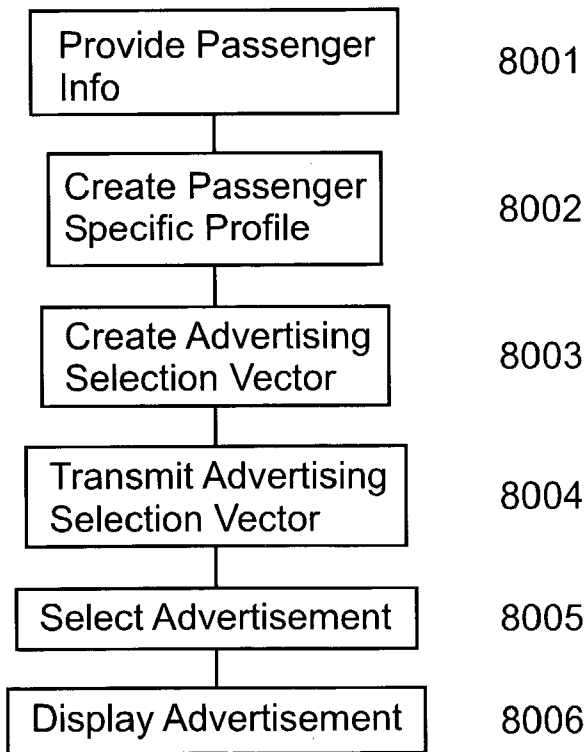 Provide Passenger
Info
8001
Create Passenger
Specific Profile
8002
Create Advertising
Selection Vector
8003
Transmit Advertising
Selection Vector
8004
Select Advertisement
8005
Display Advertisement
8006